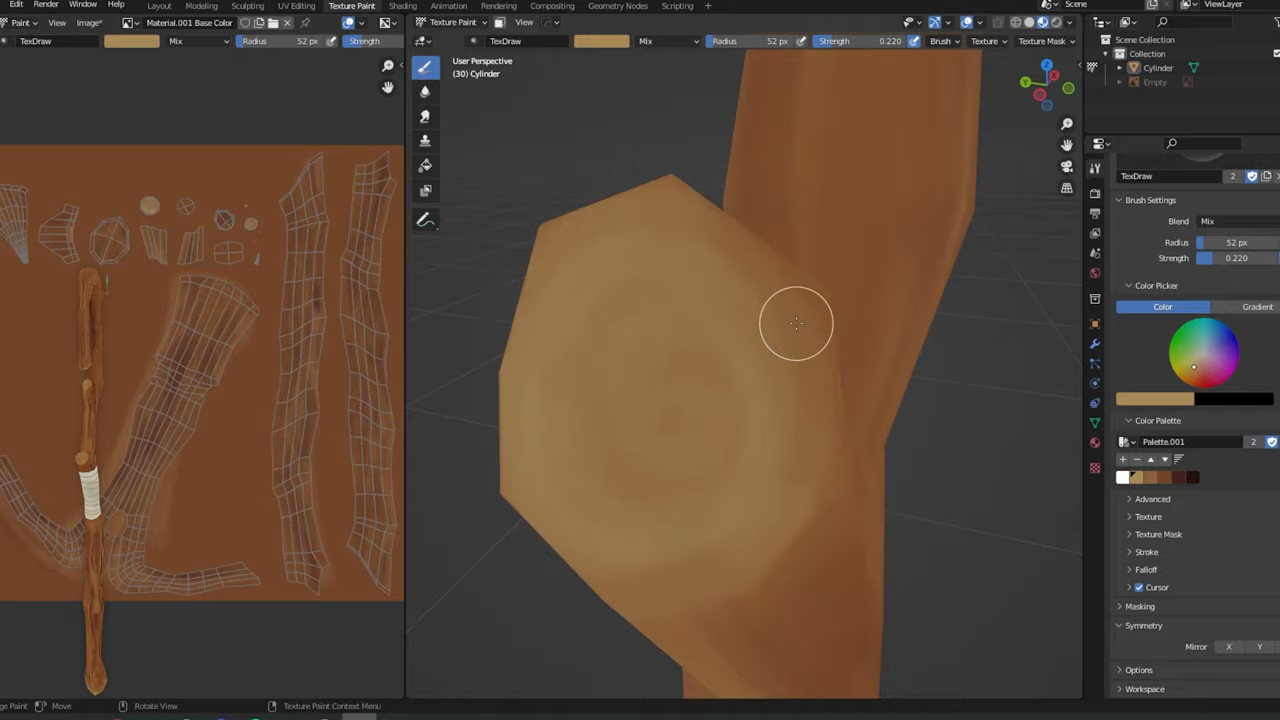 Edit Render Window Help Layout Modeling Sculpting UV Editing Texture Paint Shading Animation Rendering Compositing Geometry Nodes Scripting + Scene ViewLayer
Paint View Image* Material.001 Base Color Texture Paint View
TexDraw Mix Radius 52 px Strength TexDraw Mix Radius 52 px Strength 0.220 Brush Texture Texture Mask
Scene Collection
Collection
Cylinder
Empty
User Perspective
(30) Cylinder
TexDraw 2
Brush Settings
Blend Mix
Radius 52 px
Strength 0.220
Color Picker
Color Gradient
Color Palette
Palette.001 2
Advanced
Texture
Texture Mask
Stroke
Falloff
Cursor
Masking
Symmetry
Mirror X Y
Options
Workspace
ge Paint Move Rotate View Texture Paint Context Menu